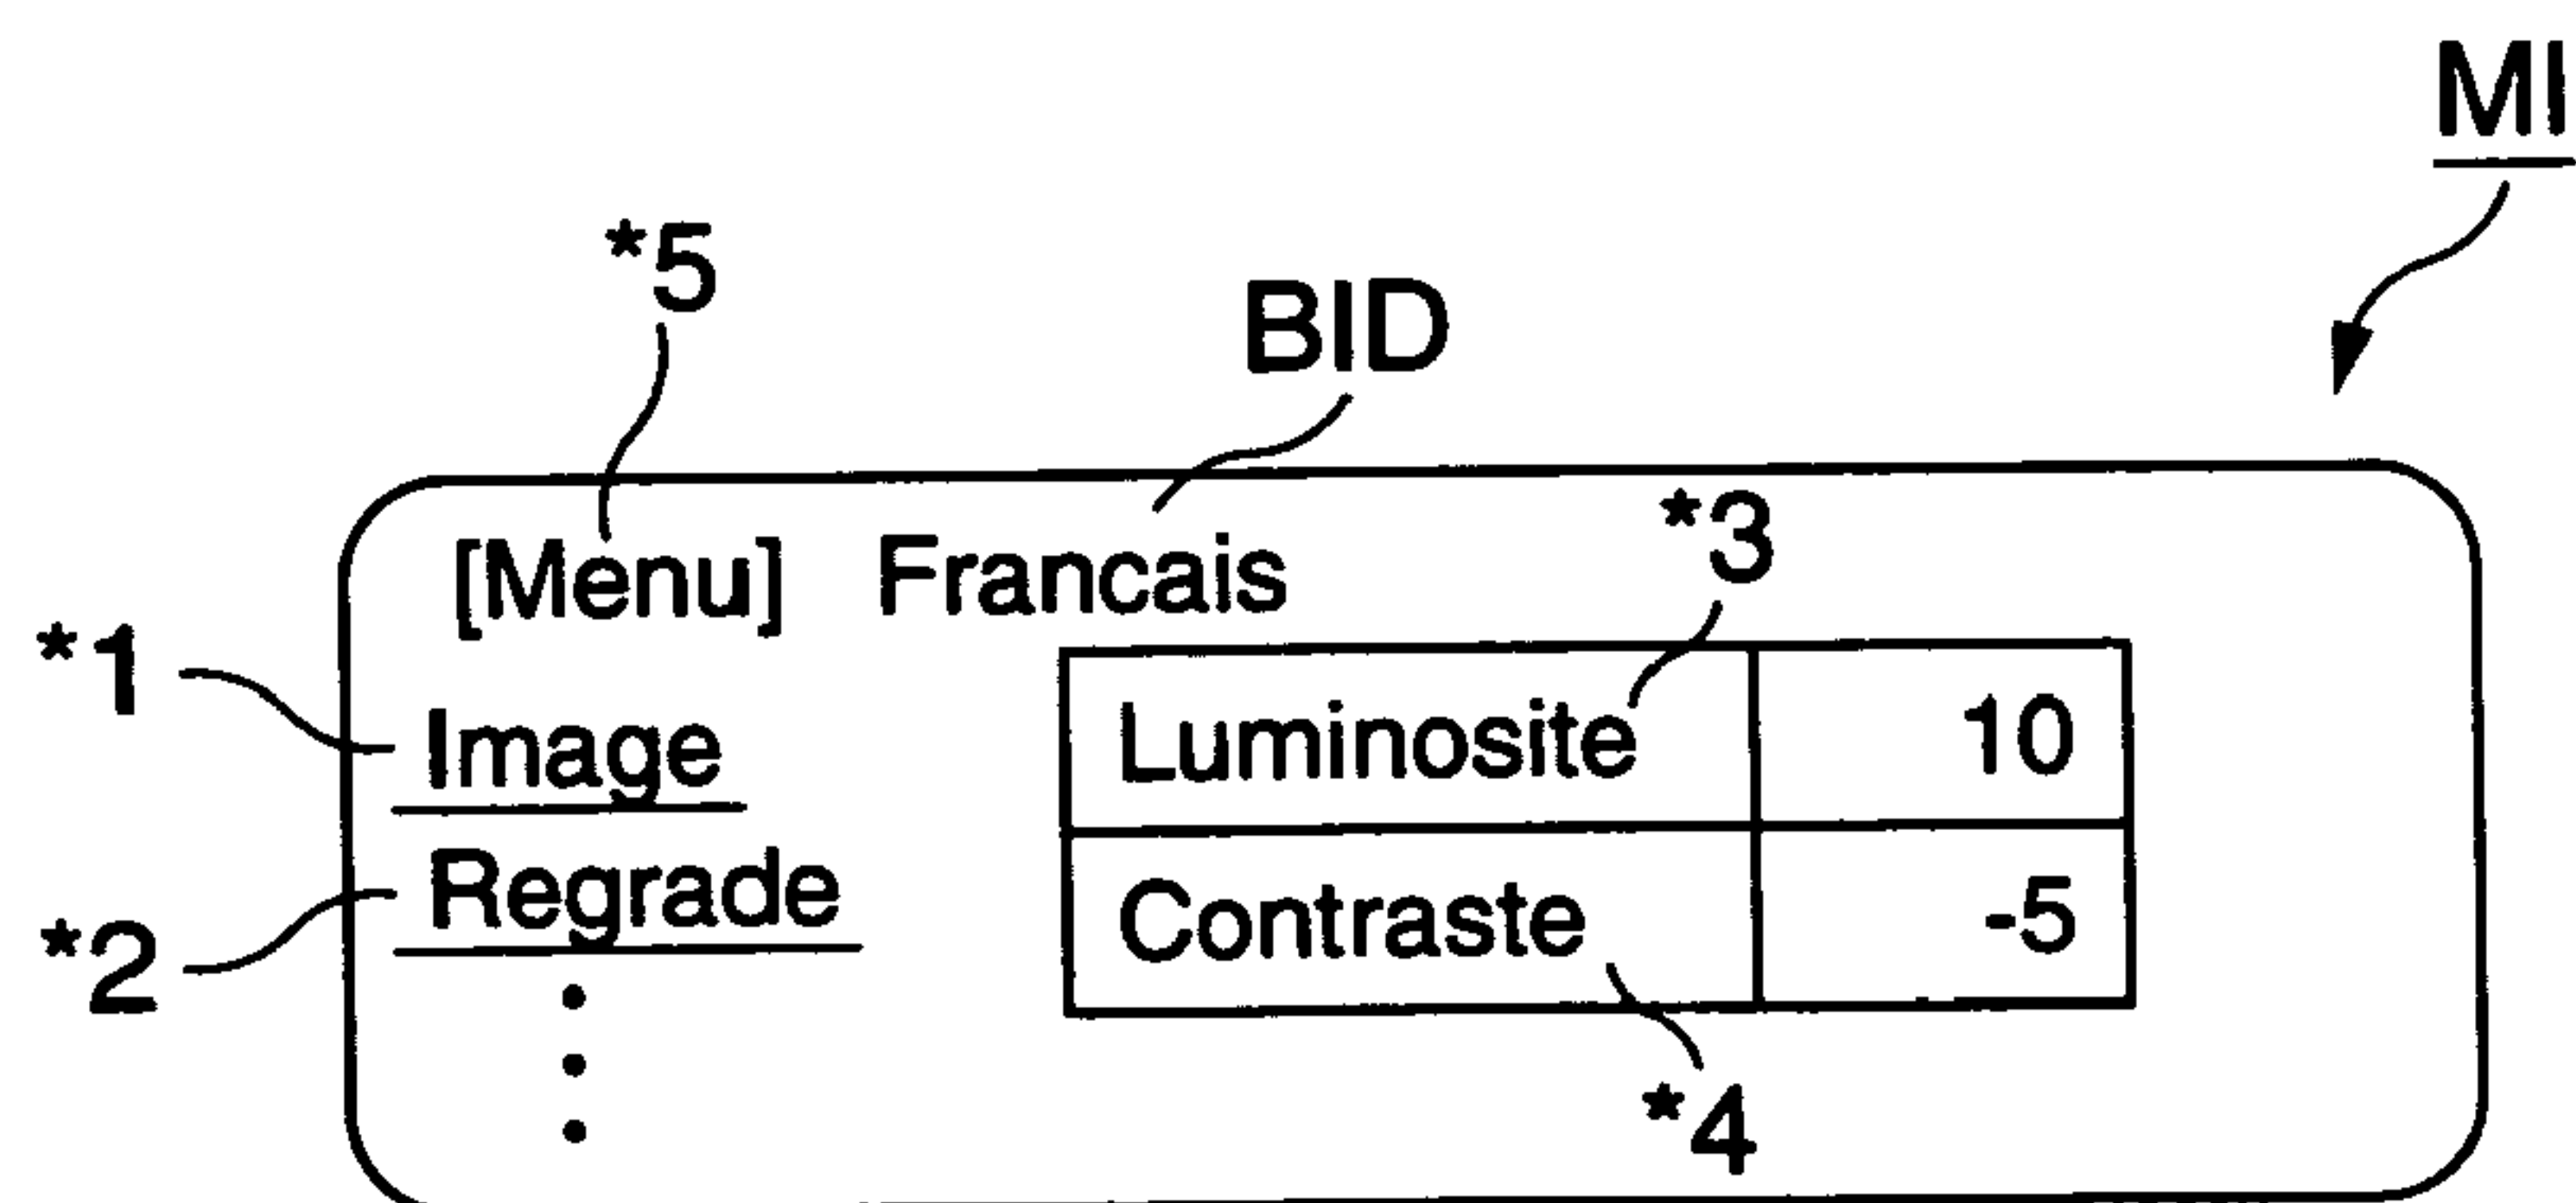 MI
*5
BID
[Menu] Francais
*3
*1
Image
Luminosite 10
Regrade
Contraste -5
*2
*4